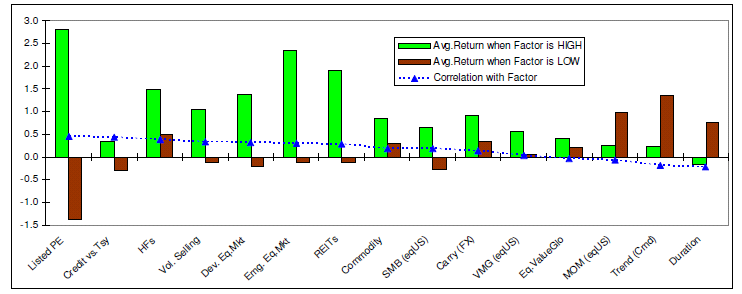 3.0
2.5
2.0
1.5
1.0
0.5
0.0
-0.5
-1.0
-1.5
Avg.Return when Factor is HIGH
Avg.Return when Factor is LOW
Correlation with Factor
Listed PE
Credit vs.Tsy
HFs
Vol. Selling
Dev. Eq.Mkt
Emg. Eq.Mkt
REITs
Commodity
SMB (eqUS)
Carry (FX)
VMG (eqUS)
Eq.ValueGlo
MOM (eqUS)
Trend (Cmd)
Duration